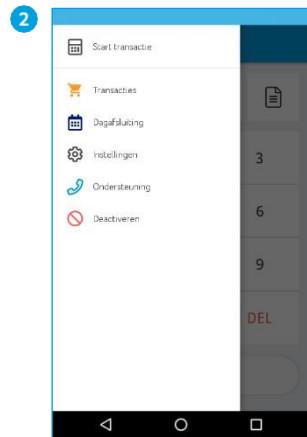 2
Start transactie
Transacties
Dagafsluiting
Instellingen
Ondersteuning
Deactiveren
3
6
9
DEL